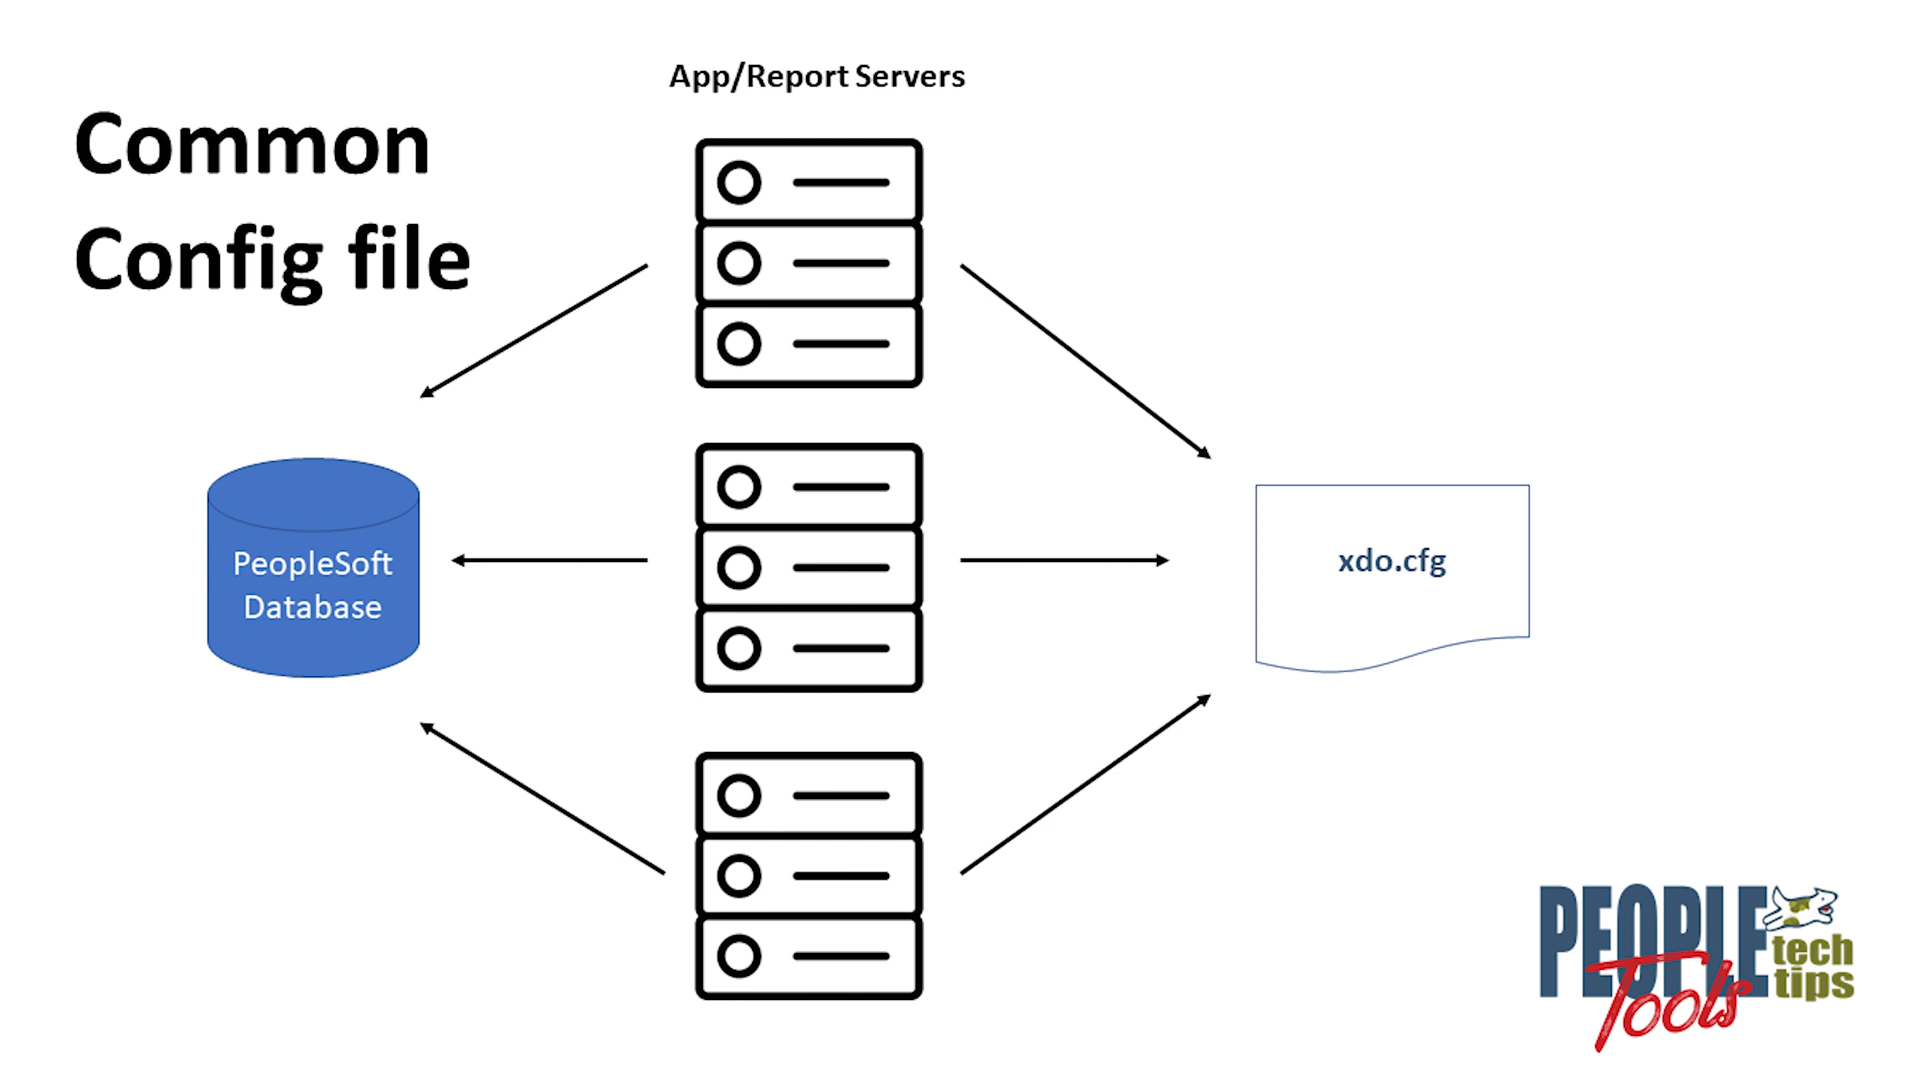 App/Report Servers
Common
Config file
PeopleSoft
Database
xdo.cfg
PEOPLE
Tools
tech
tips